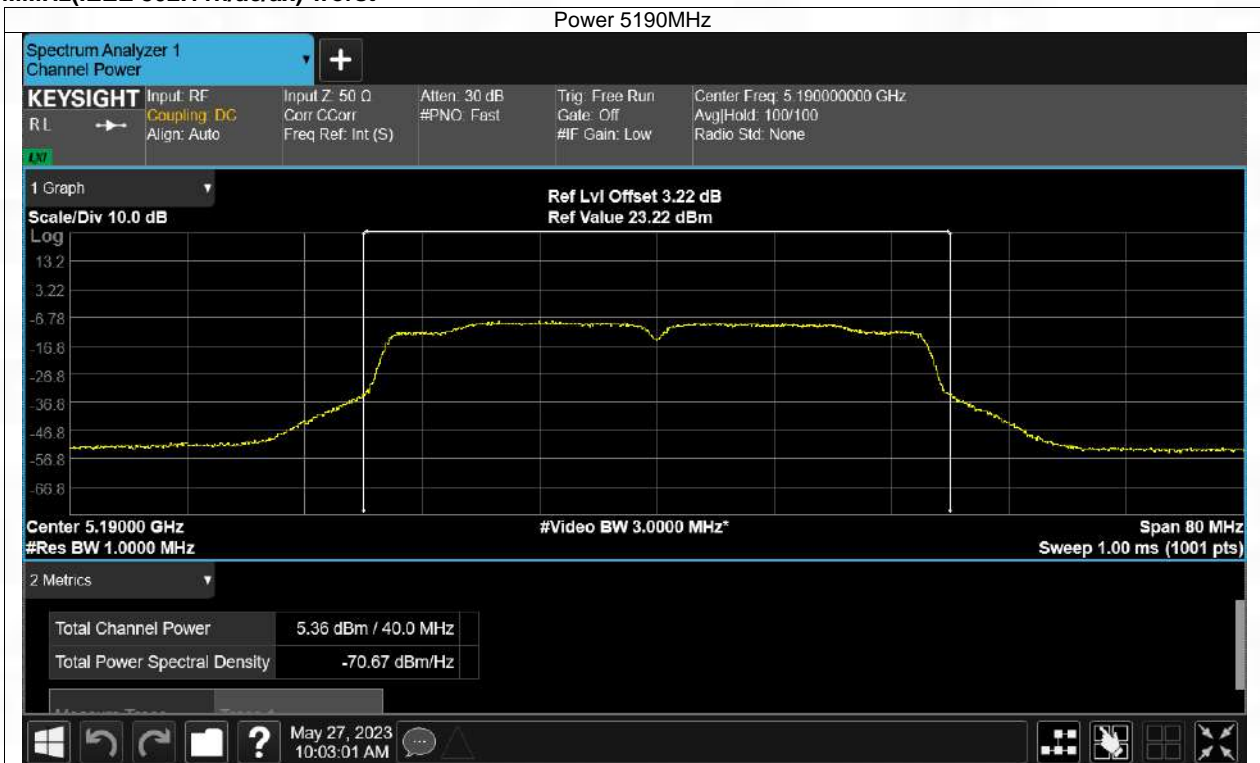 Power 5190MHz
Spectrum Analyzer 1
Channel Power
+
KEYSIGHT
RL
LXI
Input: RF
Coupling: DC
Align: Auto
Input Z: 50 Ω
Corr CCorr
Freq Ref: Int (S)
Atten: 30 dB
#PNO: Fast
Trig: Free Run
Gate: Off
#IF Gain: Low
Center Freq: 5.190000000 GHz
Avg|Hold: 100/100
Radio Std: None
1 Graph
Scale/Div 10.0 dB
Ref Lvl Offset 3.22 dB
Ref Value 23.22 dBm
Log
13.2
3.22
-6.78
-16.8
-26.8
-36.8
-46.8
-56.8
-66.8
Center 5.19000 GHz
#Res BW 1.0000 MHz
#Video BW 3.0000 MHz*
Span 80 MHz
Sweep 1.00 ms (1001 pts)
2 Metrics
Total Channel Power 5.36 dBm / 40.0 MHz
Total Power Spectral Density -70.67 dBm/Hz
?
May 27, 2023
10:03:01 AM